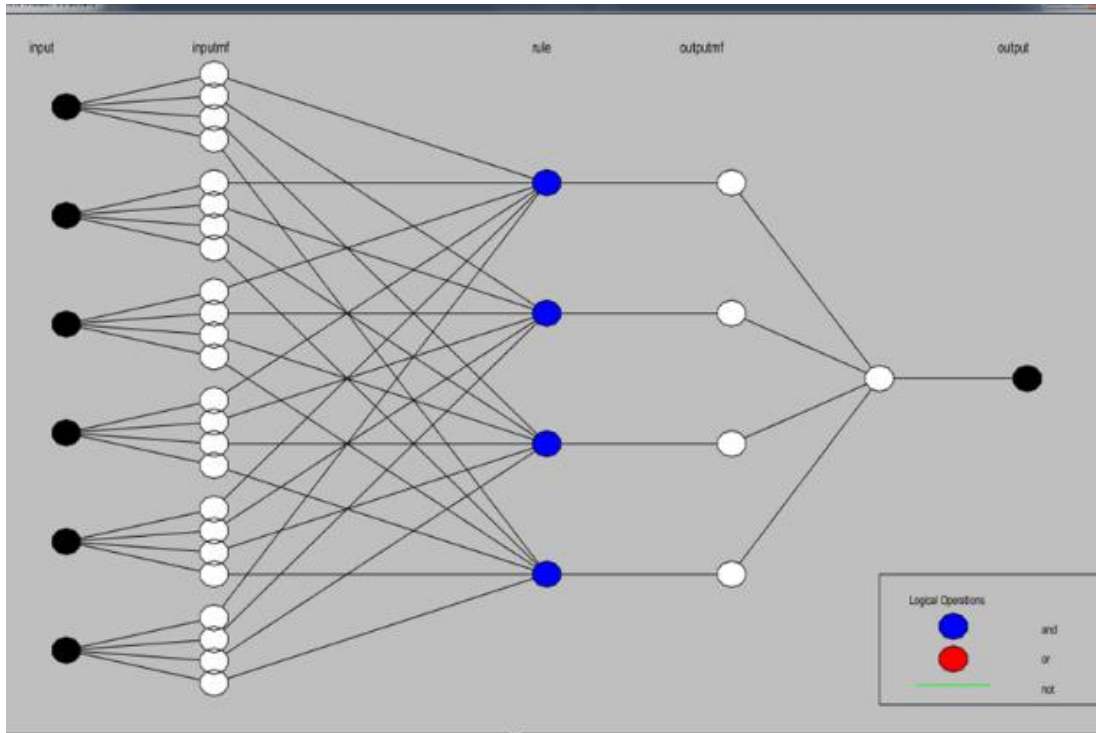 input inputmf rule outputmf output
Logical Operations
and
or
not